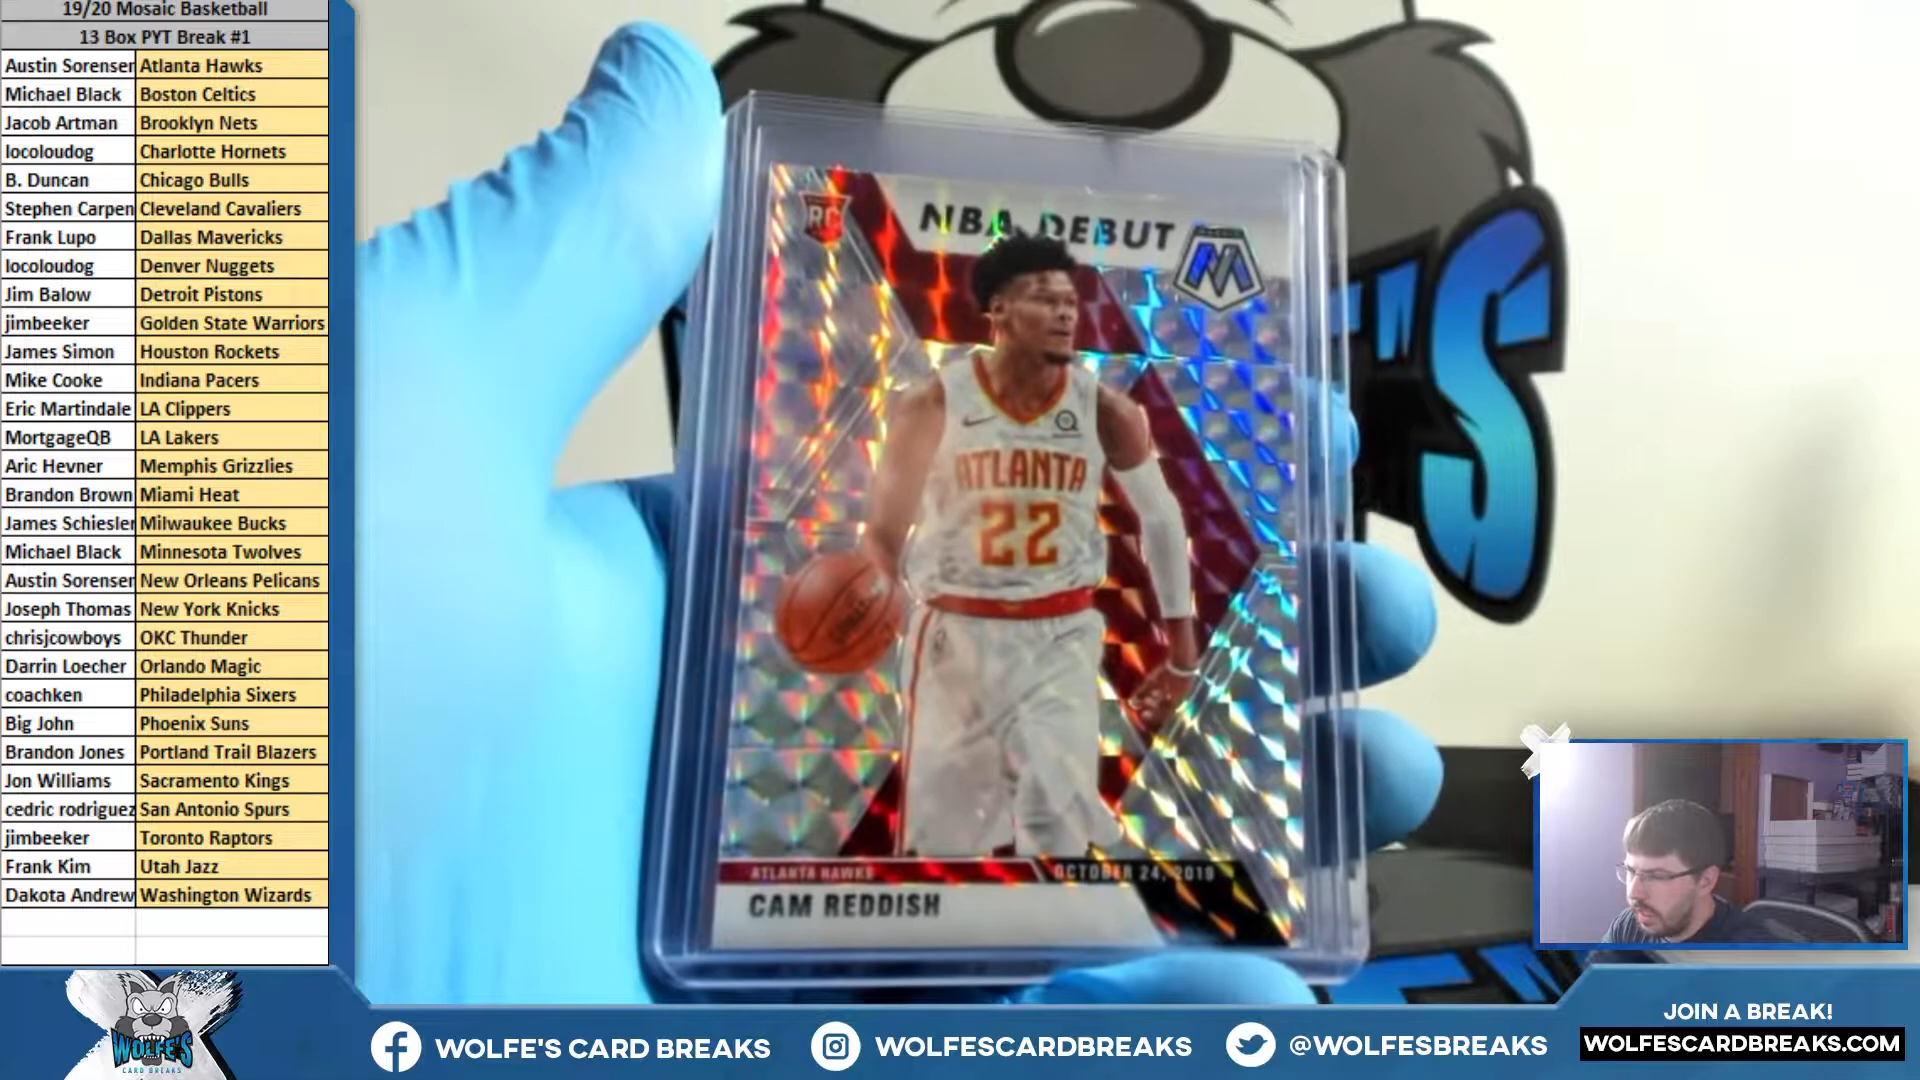 19/20 Mosaic Basketball
13 Box PYT Break #1
Austin Sorenser Atlanta Hawks
Michael Black Boston Celtics
Jacob Artman Brooklyn Nets
locoloudog Charlotte Hornets
B. Duncan Chicago Bulls
Stephen Carpen Cleveland Cavaliers
Frank Lupo Dallas Mavericks
locoloudog Denver Nuggets
Jim Balow Detroit Pistons
jimbeeker Golden State Warriors
James Simon Houston Rockets
Mike Cooke Indiana Pacers
Eric Martindale LA Clippers
MortgageQB LA Lakers
Aric Hevner Memphis Grizzlies
Brandon Brown Miami Heat
James Schiesler Milwaukee Bucks
Michael Black Minnesota Twolves
Austin Sorenser New Orleans Pelicans
Joseph Thomas New York Knicks
chrisjcowboys OKC Thunder
Darrin Loecher Orlando Magic
coachken Philadelphia Sixers
Big John Phoenix Suns
Brandon Jones Portland Trail Blazers
Jon Williams Sacramento Kings
cedric rodriguez San Antonio Spurs
jimbeeker Toronto Raptors
Frank Kim Utah Jazz
Dakota Andrew Washington Wizards
RC
NBA DEBUT
M
ATLANTA
22
ATLANTA HAWKS OCTOBER 24, 2019
CAM REDDISH
'S
WOLFE'S
CARD BREAKS
WOLFE'S CARD BREAKS
WOLFESCARDBREAKS
@WOLFESBREAKS
JOIN A BREAK!
WOLFESCARDBREAKS.COM